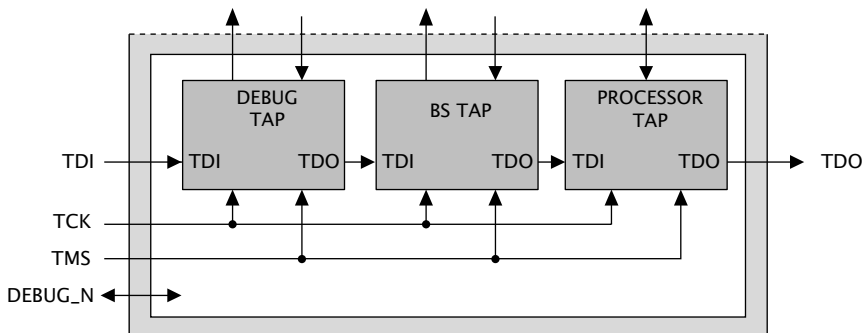 DEBUG
TAP
BS TAP
PROCESSOR
TAP
TDI
TDI
TDO
TDI
TDO
TDI
TDO
TDO
TCK
TMS
DEBUG_N